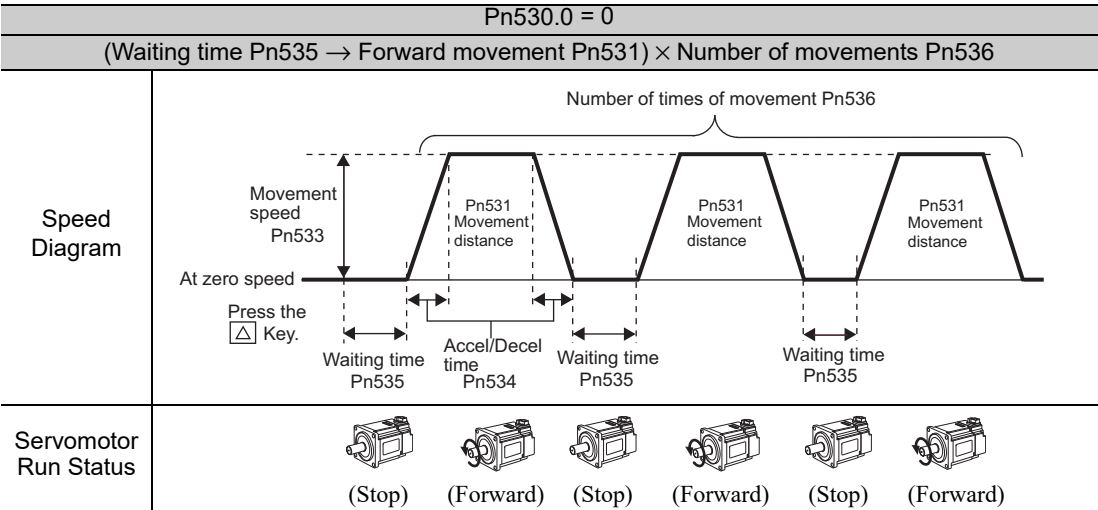 Pn530.0 = 0
(Waiting time Pn535 → Forward movement Pn531) × Number of movements Pn536
Speed
Diagram
Number of times of movement Pn536
Movement
speed
Pn533
Pn531
Movement
distance
Pn531
Movement
distance
Pn531
Movement
distance
At zero speed
Press the
△ Key.
Waiting time
Pn535
Accel/Decel
time
Pn534
Waiting time
Pn535
Waiting time
Pn535
Servomotor
Run Status
(Stop) (Forward) (Stop) (Forward) (Stop) (Forward)